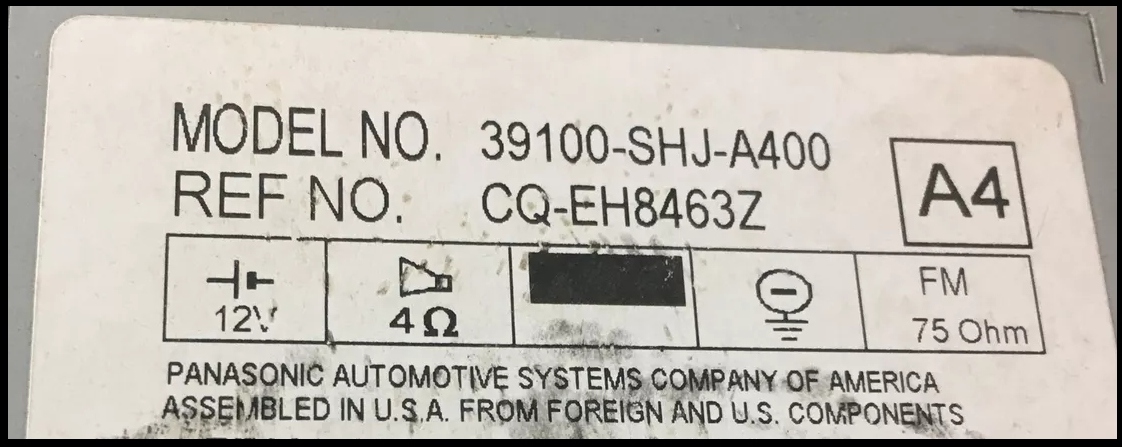 MODEL NO. 39100-SHJ-A400
REF NO. CQ-EH8463Z
A4
12V
4Ω
FM
75 Ohm
PANASONIC AUTOMOTIVE SYSTEMS COMPANY OF AMERICA
ASSEMBLED IN U.S.A. FROM FOREIGN AND U.S. COMPONENTS